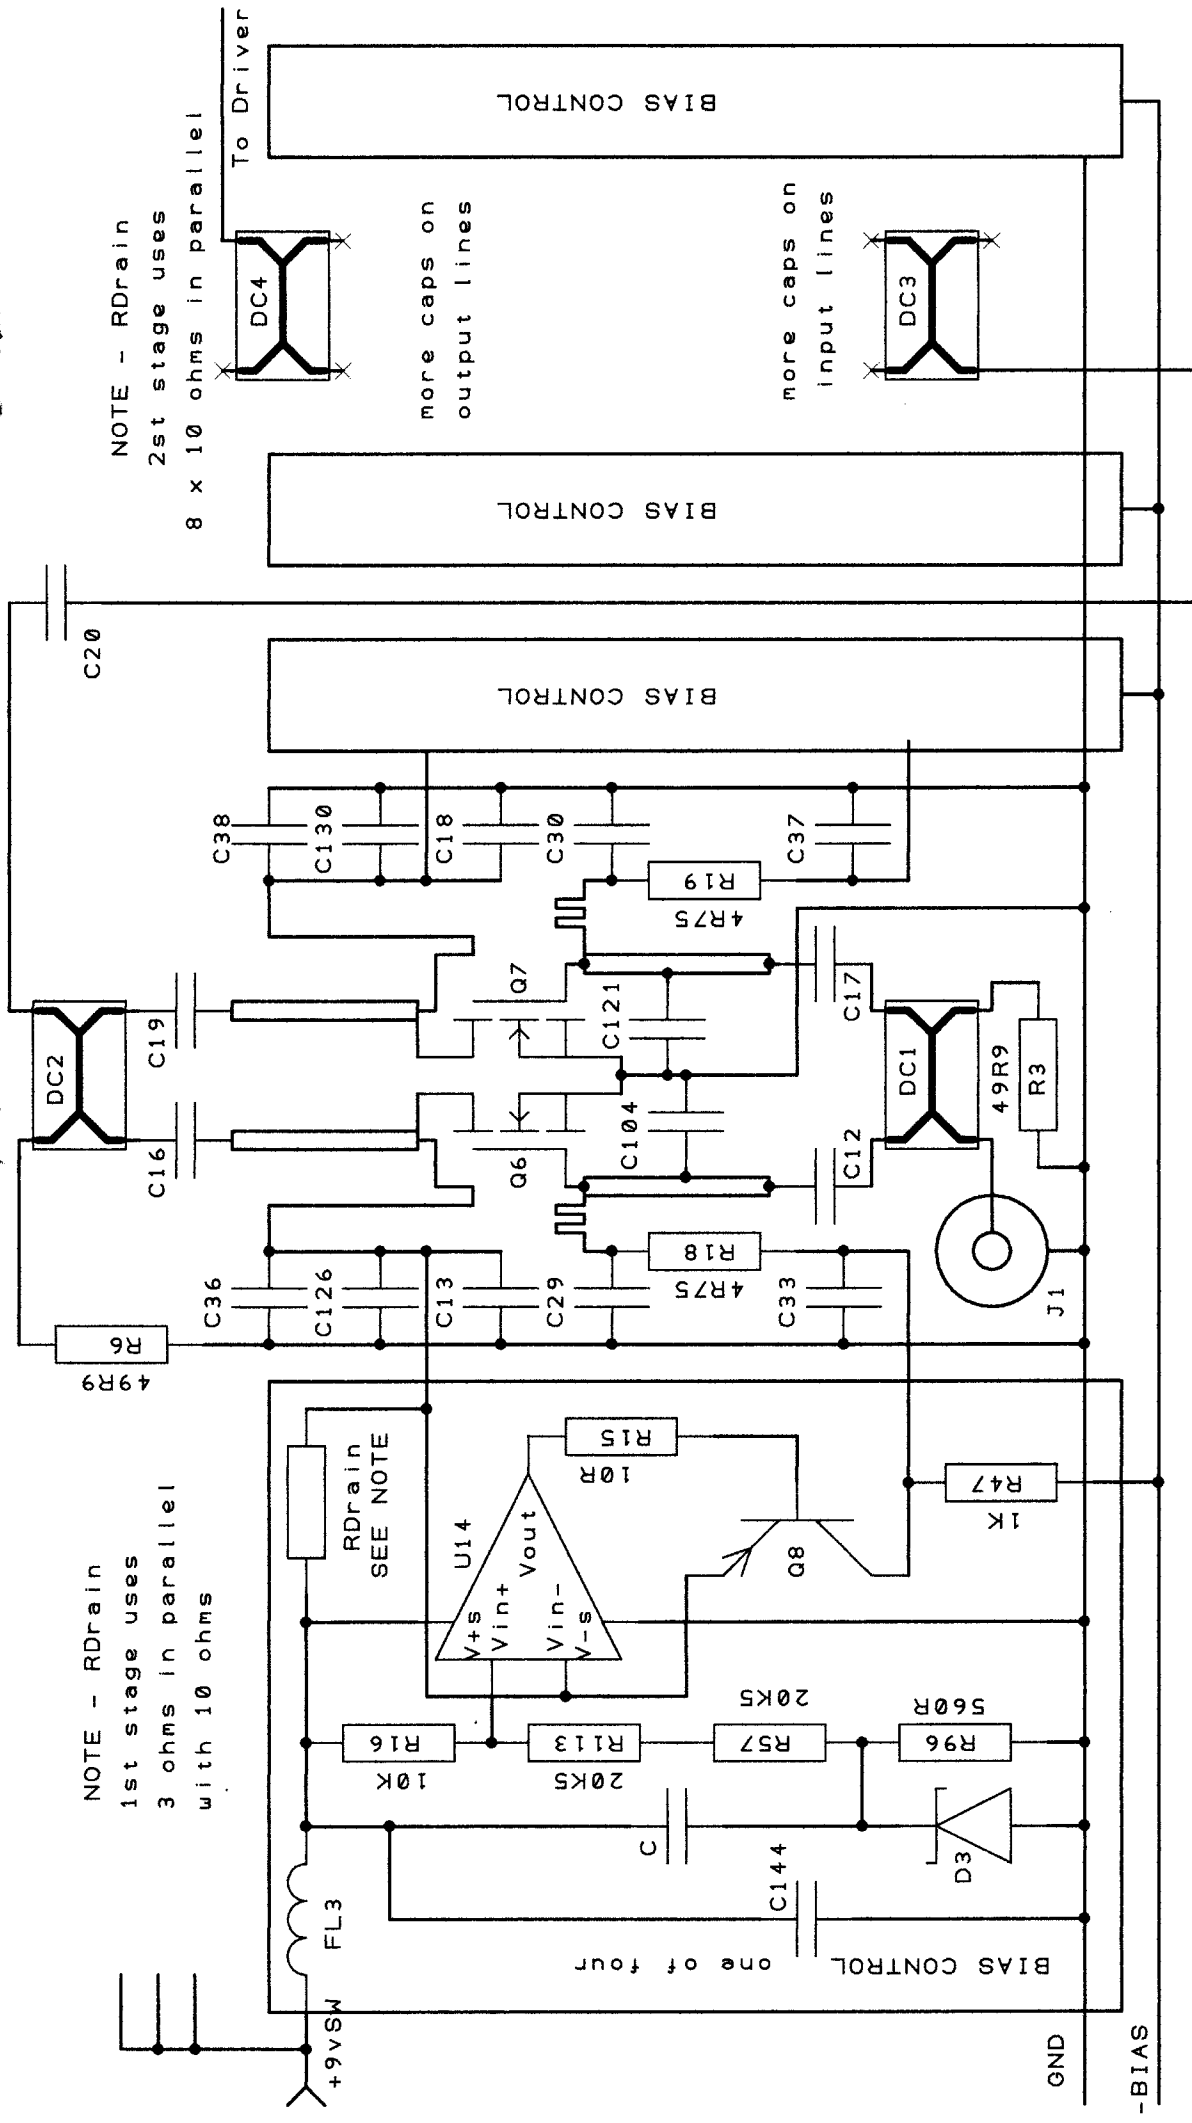 NOTE - RDrain
1st stage uses
3 ohms in parallel
with 10 ohms
NOTE - RDrain
2st stage uses
8 x 10 ohms in parallel
To Driver
+9vSW
FL3
RDrain
SEE NOTE
R6
49R9
DC2
C16
C19
C20
DC4
C36
C126
C13
C29
C33
C38
C130
C18
C30
C37
Q6
Q7
C104
C121
R18
4R75
R19
4R75
C12
C17
DC1
R3
49R9
J1
DC3
more caps on
output lines
more caps on
input lines
U14
V+s
Vin+
Vin-
V-s
Vout
R15
10R
Q8
R47
1K
R16
10K
R113
20K5
R57
20K5
R96
560R
D3
C
C144
BIAS CONTROL
one of four
BIAS CONTROL
BIAS CONTROL
BIAS CONTROL
GND
-BIAS